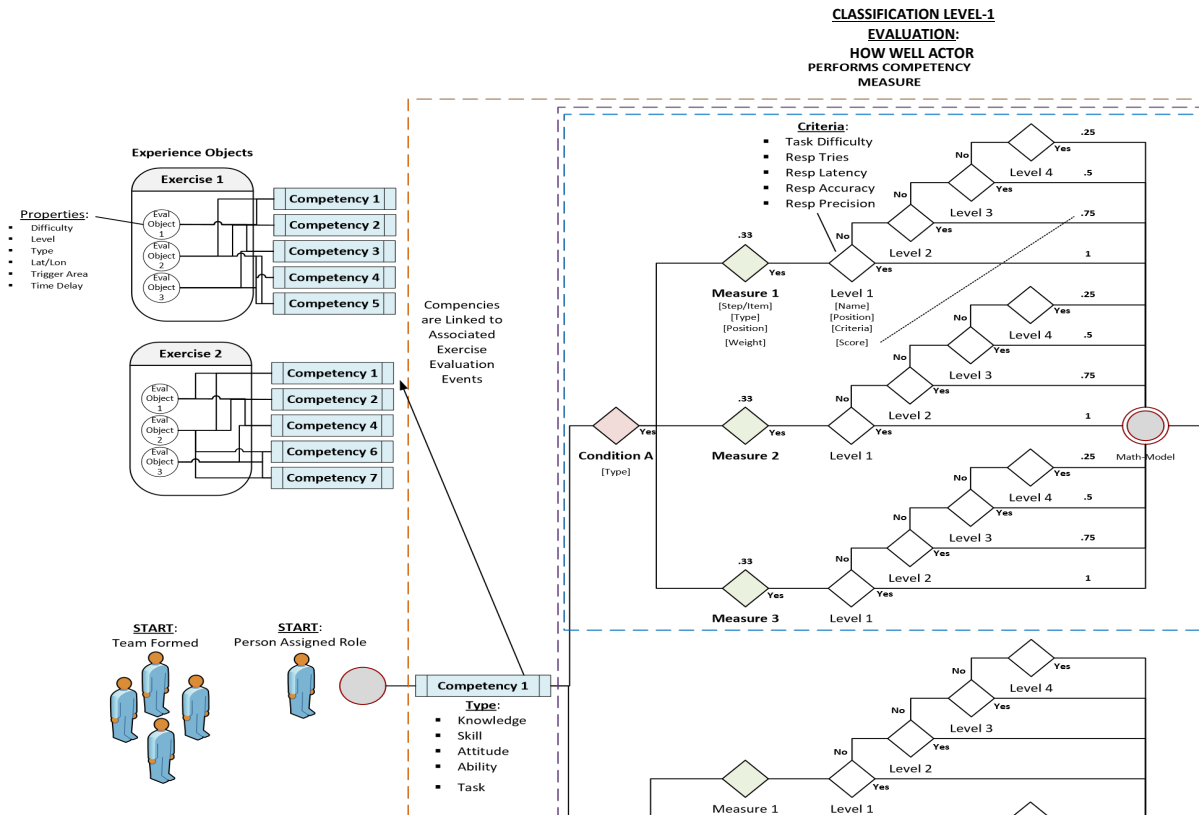 CLASSIFICATION LEVEL-1
EVALUATION:
HOW WELL ACTOR
PERFORMS COMPETENCY
MEASURE
Experience Objects
Exercise 1
Eval
Object
1
Eval
Object
2
Eval
Object
3
Competency 1
Competency 2
Competency 3
Competency 4
Competency 5
Properties:
▪ Difficulty
▪ Level
▪ Type
▪ Lat/Lon
▪ Trigger Area
▪ Time Delay
Exercise 2
Eval
Object
1
Eval
Object
2
Eval
Object
3
Competency 1
Competency 2
Competency 4
Competency 6
Competency 7
Compencies
are Linked to
Associated
Exercise
Evaluation
Events
START:
Team Formed
START:
Person Assigned Role
Competency 1
Type:
▪ Knowledge
▪ Skill
▪ Attitude
▪ Ability
▪ Task
Condition A
[Type]
Yes
Criteria:
▪ Task Difficulty
▪ Resp Tries
▪ Resp Latency
▪ Resp Accuracy
▪ Resp Precision
.33
Yes
Measure 1
[Step/Item]
[Type]
[Position]
[Weight]
No
Yes
Level 1
[Name]
[Position]
[Criteria]
[Score]
No
Yes
Level 2
No
Yes
Level 3
Yes
Level 4
.25
.5
.75
1
.33
Yes
Measure 2
No
Yes
Level 1
No
Yes
Level 2
No
Yes
Level 3
Yes
Level 4
.25
.5
.75
1
Math-Model
.33
Yes
Measure 3
No
Yes
Level 1
No
Yes
Level 2
No
Yes
Level 3
Yes
Level 4
.25
.5
.75
1
Yes
Measure 1
No
Yes
Level 1
No
Yes
Level 2
No
Yes
Level 3
Yes
Level 4